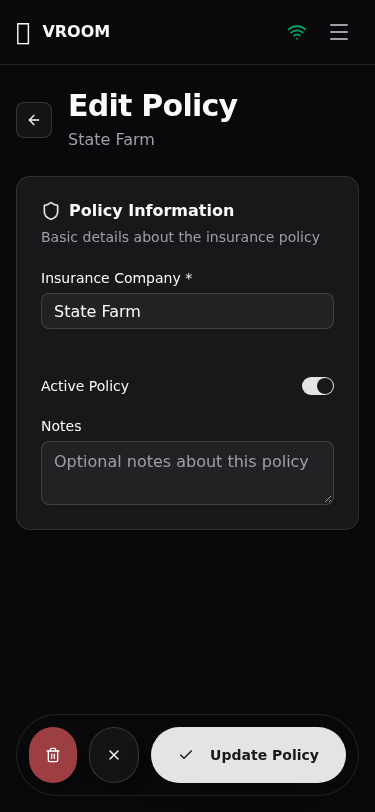 VROOM
Edit Policy
State Farm
Policy Information
Basic details about the insurance policy
Insurance Company *
State Farm
Active Policy
Notes
Optional notes about this policy
Update Policy